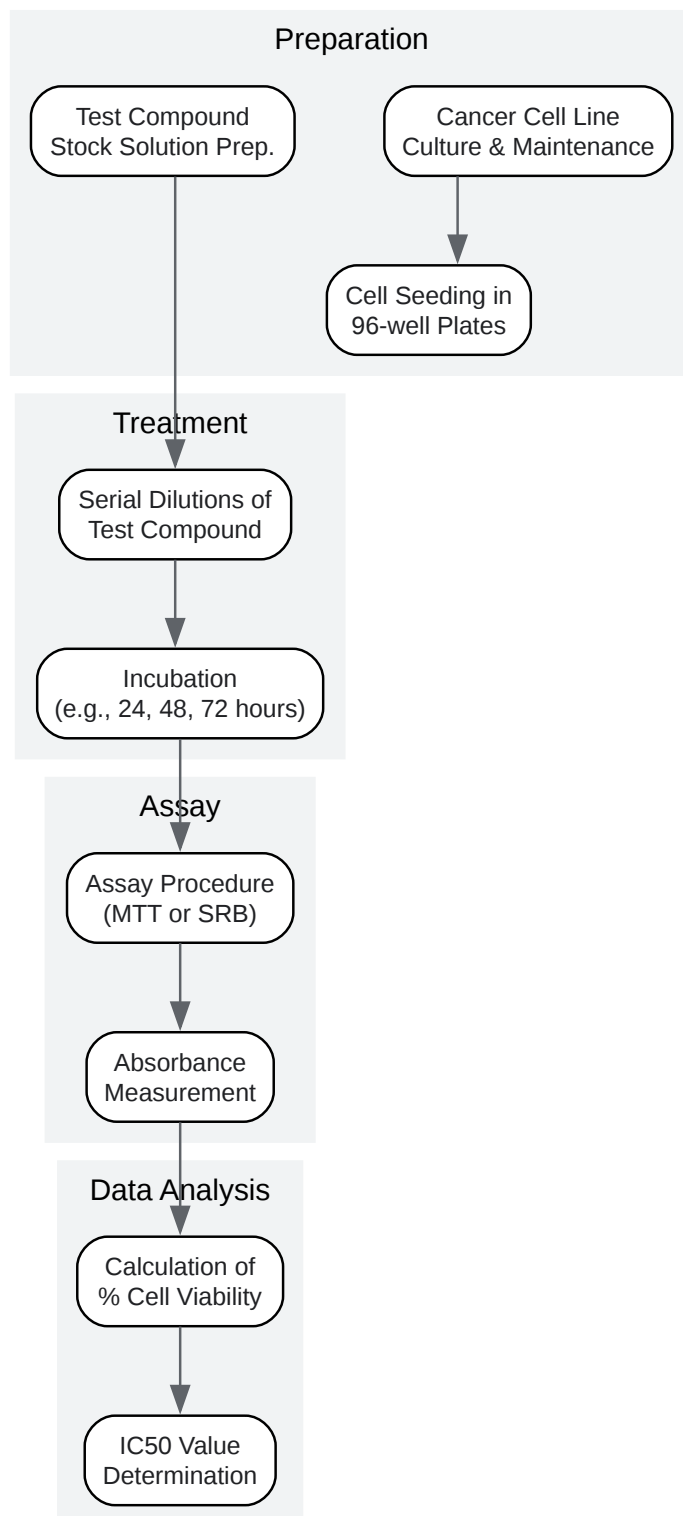 Preparation
Test Compound
Stock Solution Prep.
Cancer Cell Line
Culture & Maintenance
Cell Seeding in
96-well Plates
Treatment
Serial Dilutions of
Test Compound
Incubation
(e.g., 24, 48, 72 hours)
Assay
Assay Procedure
(MTT or SRB)
Absorbance
Measurement
Data Analysis
Calculation of
% Cell Viability
IC50 Value
Determination